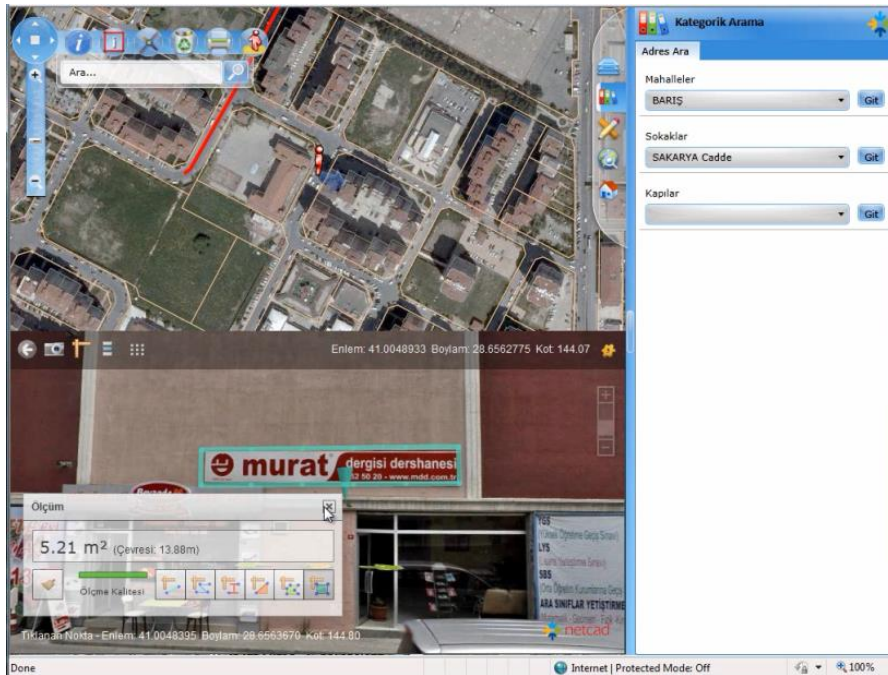 Kategorik Arama
Adres Ara
Ara...
Mahalleler
BARIŞ
Git
Sokaklar
SAKARYA Cadde
Git
Kapılar
Git
Enlem: 41.0048933 Boylam: 28.6562775 Kot: 144.07
murat dergisi dershanesi
52 50 20 - www.mdd.com.tr
Ölçüm
5.21 m² (Çevresi: 13.88m)
Ölçme Kalitesi
YGS
LYS
SBS
ARA SINIFLAR YETİŞTİRME
Tıklanan Nokta - Enlem: 41.0048395 Boylam: 28.6563670 Kot: 144.80
netcad
Done
Internet | Protected Mode: Off
100%